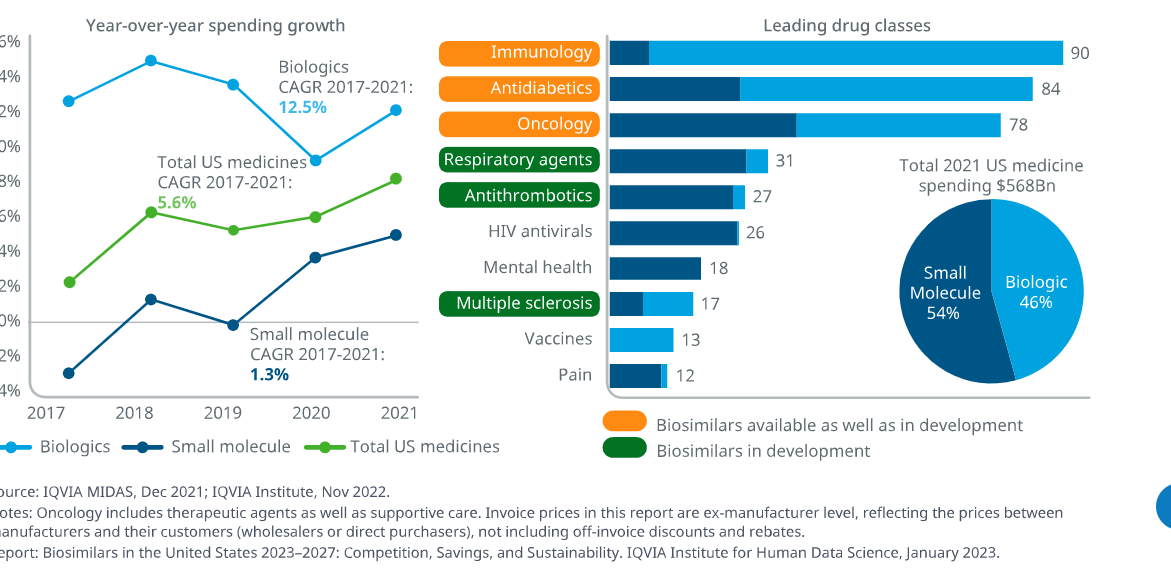 Year-over-year spending growth
6%
4%
2%
0%
8%
6%
4%
2%
0%
2%
4%
Biologics
CAGR 2017-2021:
12.5%
Total US medicines
CAGR 2017-2021:
5.6%
Small molecule
CAGR 2017-2021:
1.3%
2017 2018 2019 2020 2021
Biologics Small molecule Total US medicines
Leading drug classes
Immunology 90
Antidiabetics 84
Oncology 78
Respiratory agents 31
Antithrombotics 27
HIV antivirals 26
Mental health 18
Multiple sclerosis 17
Vaccines 13
Pain 12
Total 2021 US medicine
spending $568Bn
Small
Molecule
54%
Biologic
46%
Biosimilars available as well as in development
Biosimilars in development
ource: IQVIA MIDAS, Dec 2021; IQVIA Institute, Nov 2022.
otes: Oncology includes therapeutic agents as well as supportive care. Invoice prices in this report are ex-manufacturer level, reflecting the prices between
anufacturers and their customers (wholesalers or direct purchasers), not including off-invoice discounts and rebates.
eport: Biosimilars in the United States 2023–2027: Competition, Savings, and Sustainability. IQVIA Institute for Human Data Science, January 2023.